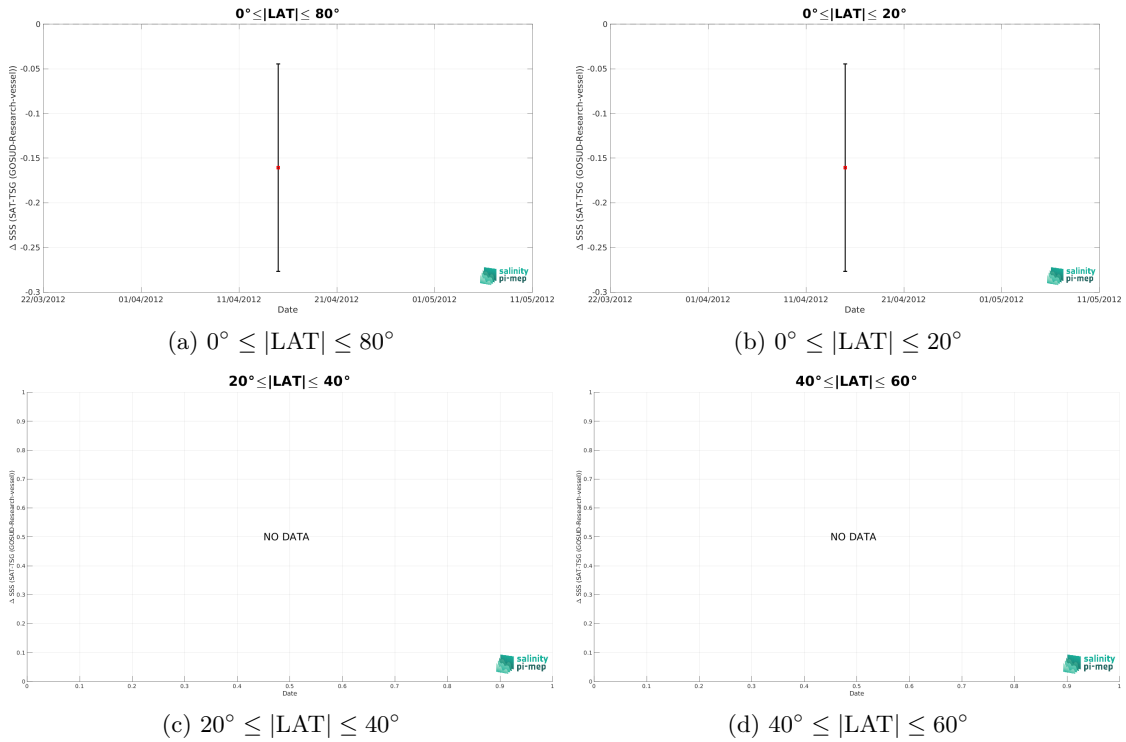 0°≤|LAT|≤ 80°
0
-0.05
-0.1
-0.15
-0.2
-0.25
-0.3
Δ SSS (SAT-TSG (GOSUD-Research-vessel))
22/03/2012 01/04/2012 11/04/2012 21/04/2012 01/05/2012 11/05/2012
Date
salinity
pi-mep
(a) 0° ≤ |LAT| ≤ 80°
0°≤|LAT|≤ 20°
0
-0.05
-0.1
-0.15
-0.2
-0.25
-0.3
Δ SSS (SAT-TSG (GOSUD-Research-vessel))
22/03/2012 01/04/2012 11/04/2012 21/04/2012 01/05/2012 11/05/2012
Date
salinity
pi-mep
(b) 0° ≤ |LAT| ≤ 20°
20°≤|LAT|≤ 40°
1
0.9
0.8
0.7
0.6
0.5
0.4
0.3
0.2
0.1
0
Δ SSS (SAT-TSG (GOSUD-Research-vessel))
NO DATA
0 0.1 0.2 0.3 0.4 0.5 0.6 0.7 0.8 0.9 1
Date
salinity
pi-mep
(c) 20° ≤ |LAT| ≤ 40°
40°≤|LAT|≤ 60°
1
0.9
0.8
0.7
0.6
0.5
0.4
0.3
0.2
0.1
0
Δ SSS (SAT-TSG (GOSUD-Research-vessel))
NO DATA
0 0.1 0.2 0.3 0.4 0.5 0.6 0.7 0.8 0.9 1
Date
salinity
pi-mep
(d) 40° ≤ |LAT| ≤ 60°